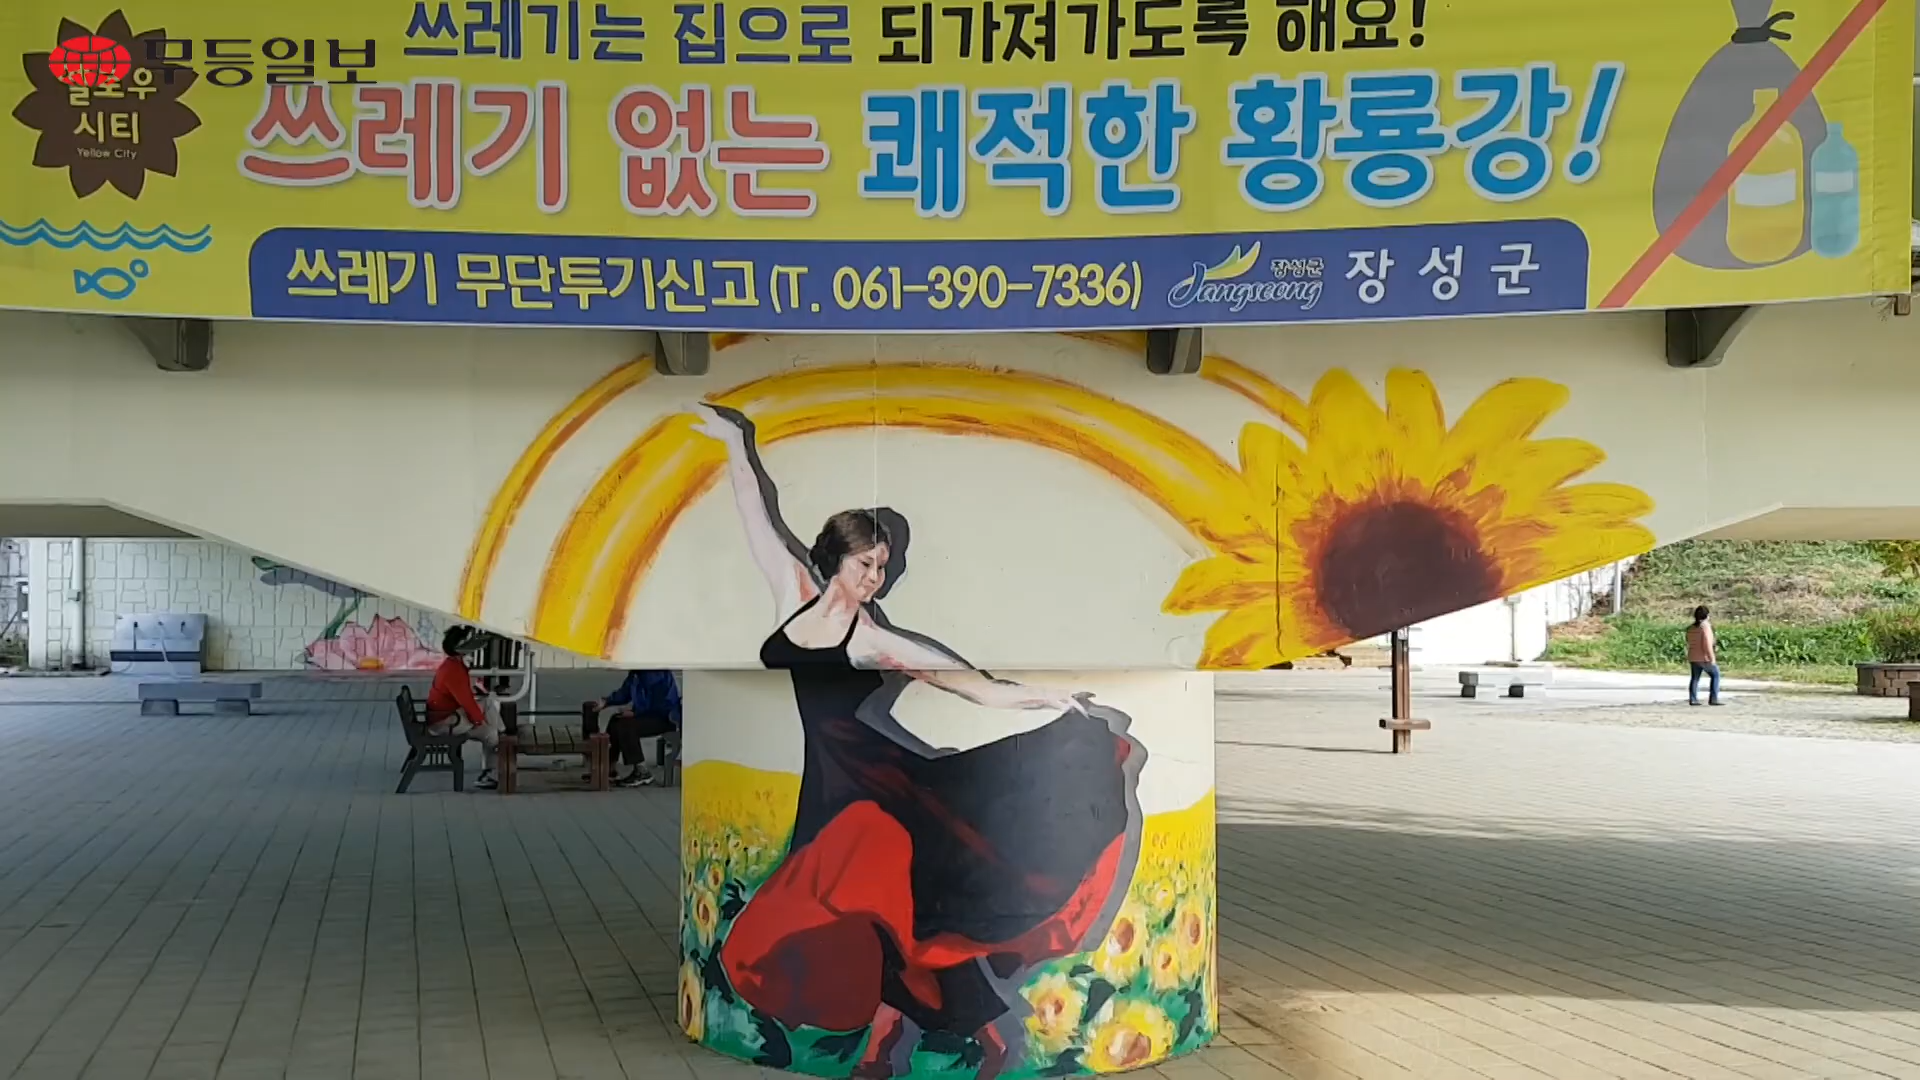 무등일보
쓰레기는 집으로 되가져가도록 해요!
옐로우
시티
Yellow City
쓰레기 없는 쾌적한 황룡강!
쓰레기 무단투기신고(T. 061-390-7336)
장성군
Jangseong
장성군